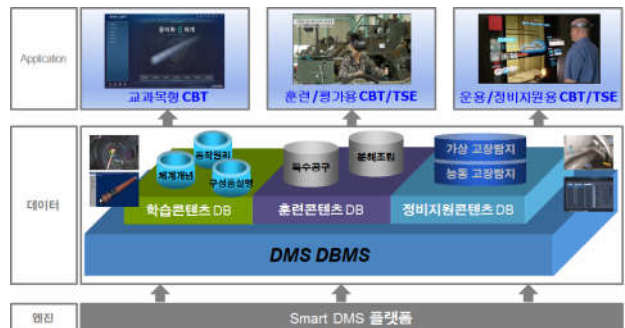 Application
교과목형 CBT
훈련/평가용 CBT/TSE
운용/정비지원용 CBT/TSE
데이터
동작원리
체계개념
구성품설명
특수공구
분해조립
가상 고장탐지
능동 고장탐지
학습콘텐츠 DB
훈련콘텐츠 DB
정비지원콘텐츠 DB
DMS DBMS
엔진
Smart DMS 플랫폼